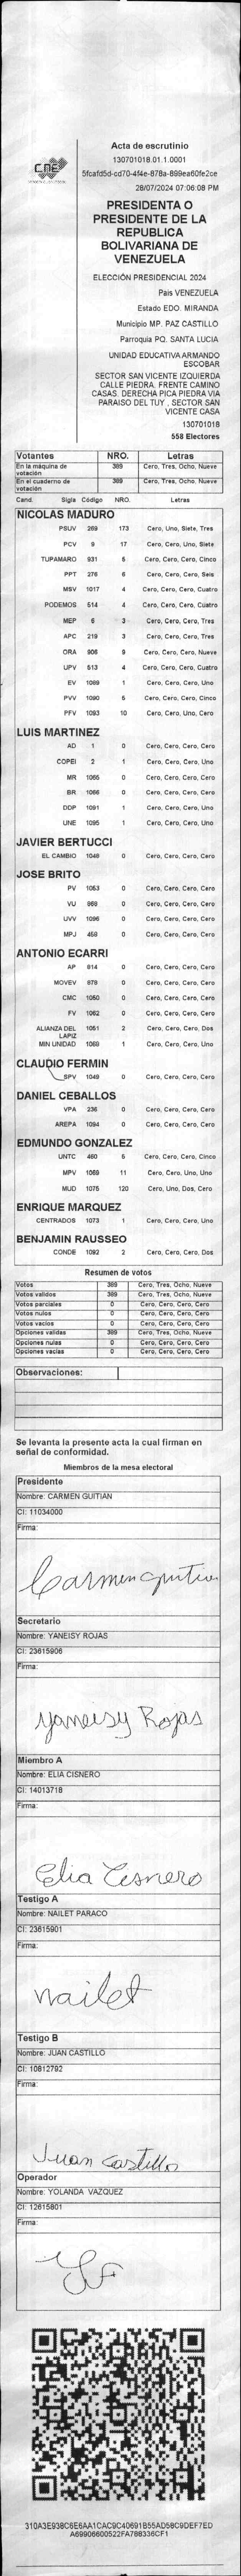 CNE
Acta de escrutinio
130701018.01.1.0001
5fcafd5d-cd70-4f4e-878a-899ea60fe2ce
28/07/2024 07:06:08 PM
PRESIDENTA O
PRESIDENTE DE LA
REPUBLICA
BOLIVARIANA DE
VENEZUELA
ELECCIÓN PRESIDENCIAL 2024
Pais VENEZUELA
Estado EDO. MIRANDA
Municipio MP. PAZ CASTILLO
Parroquia PQ. SANTA LUCIA
UNIDAD EDUCATIVA ARMANDO
ESCOBAR
SECTOR SAN VICENTE IZQUIERDA
CALLE PIEDRA. FRENTE CAMINO
CASAS. DERECHA PICA PIEDRA VIA
PARAISO DEL TUY , SECTOR SAN
VICENTE CASA
130701018
558 Electores
Votantes NRO. Letras
En la máquina de votación 389 Cero, Tres, Ocho, Nueve
En el cuaderno de votación 389 Cero, Tres, Ocho, Nueve
Cand. Sigla Código NRO. Letras
NICOLAS MADURO
PSUV 269 173 Cero, Uno, Siete, Tres
PCV 9 17 Cero, Cero, Uno, Siete
TUPAMARO 931 5 Cero, Cero, Cero, Cinco
PPT 276 6 Cero, Cero, Cero, Seis
MSV 1017 4 Cero, Cero, Cero, Cuatro
PODEMOS 514 4 Cero, Cero, Cero, Cuatro
MEP 6 3 Cero, Cero, Cero, Tres
APC 219 3 Cero, Cero, Cero, Tres
ORA 906 9 Cero, Cero, Cero, Nueve
UPV 513 4 Cero, Cero, Cero, Cuatro
EV 1089 1 Cero, Cero, Cero, Uno
PVV 1090 5 Cero, Cero, Cero, Cinco
PFV 1093 10 Cero, Cero, Uno, Cero
LUIS MARTINEZ
AD 1 0 Cero, Cero, Cero, Cero
COPEI 2 1 Cero, Cero, Cero, Uno
MR 1065 0 Cero, Cero, Cero, Cero
BR 1066 0 Cero, Cero, Cero, Cero
DDP 1091 1 Cero, Cero, Cero, Uno
UNE 1095 1 Cero, Cero, Cero, Uno
JAVIER BERTUCCI
EL CAMBIO 1048 0 Cero, Cero, Cero, Cero
JOSE BRITO
PV 1053 0 Cero, Cero, Cero, Cero
VU 969 0 Cero, Cero, Cero, Cero
UVV 1096 0 Cero, Cero, Cero, Cero
MPJ 458 0 Cero, Cero, Cero, Cero
ANTONIO ECARRI
AP 814 0 Cero, Cero, Cero, Cero
MOVEV 979 0 Cero, Cero, Cero, Cero
CMC 1050 0 Cero, Cero, Cero, Cero
FV 1062 0 Cero, Cero, Cero, Cero
ALIANZA DEL LAPIZ 1051 2 Cero, Cero, Cero, Dos
MIN UNIDAD 1088 1 Cero, Cero, Cero, Uno
CLAUDIO FERMIN
SPV 1049 0 Cero, Cero, Cero, Cero
DANIEL CEBALLOS
VPA 236 0 Cero, Cero, Cero, Cero
AREPA 1094 0 Cero, Cero, Cero, Cero
EDMUNDO GONZALEZ
UNTC 460 5 Cero, Cero, Cero, Cinco
MPV 1069 11 Cero, Cero, Uno, Uno
MUD 1075 120 Cero, Uno, Dos, Cero
ENRIQUE MARQUEZ
CENTRADOS 1073 1 Cero, Cero, Cero, Uno
BENJAMIN RAUSSEO
CONDE 1092 2 Cero, Cero, Cero, Dos
Resumen de votos
Votos 389 Cero, Tres, Ocho, Nueve
Votos validos 389 Cero, Tres, Ocho, Nueve
Votos parciales 0 Cero, Cero, Cero, Cero
Votos nulos 0 Cero, Cero, Cero, Cero
Votos vacios 0 Cero, Cero, Cero, Cero
Opciones validas 389 Cero, Tres, Ocho, Nueve
Opciones nulas 0 Cero, Cero, Cero, Cero
Opciones vacias 0 Cero, Cero, Cero, Cero
Observaciones:
Se levanta la presente acta la cual firman en
señal de conformidad.
Miembros de la mesa electoral
Presidente
Nombre: CARMEN GUITIAN
CI: 11034000
Firma:
Carmen Guitian
Secretario
Nombre: YANEISY ROJAS
CI: 23615906
Firma:
Yaneisy Rojas
Miembro A
Nombre: ELIA CISNERO
CI: 14013718
Firma:
Elia Cisnero
Testigo A
Nombre: NAILET PARACO
CI: 23615901
Firma:
Nailet
Testigo B
Nombre: JUAN CASTILLO
CI: 10812792
Firma:
Juan Castillo
Operador
Nombre: YOLANDA VAZQUEZ
CI: 12615801
Firma:
310A3E938C6E6AA1CAC9C40691B55AD58C9DEF7ED
A69906600522FA788336CF1